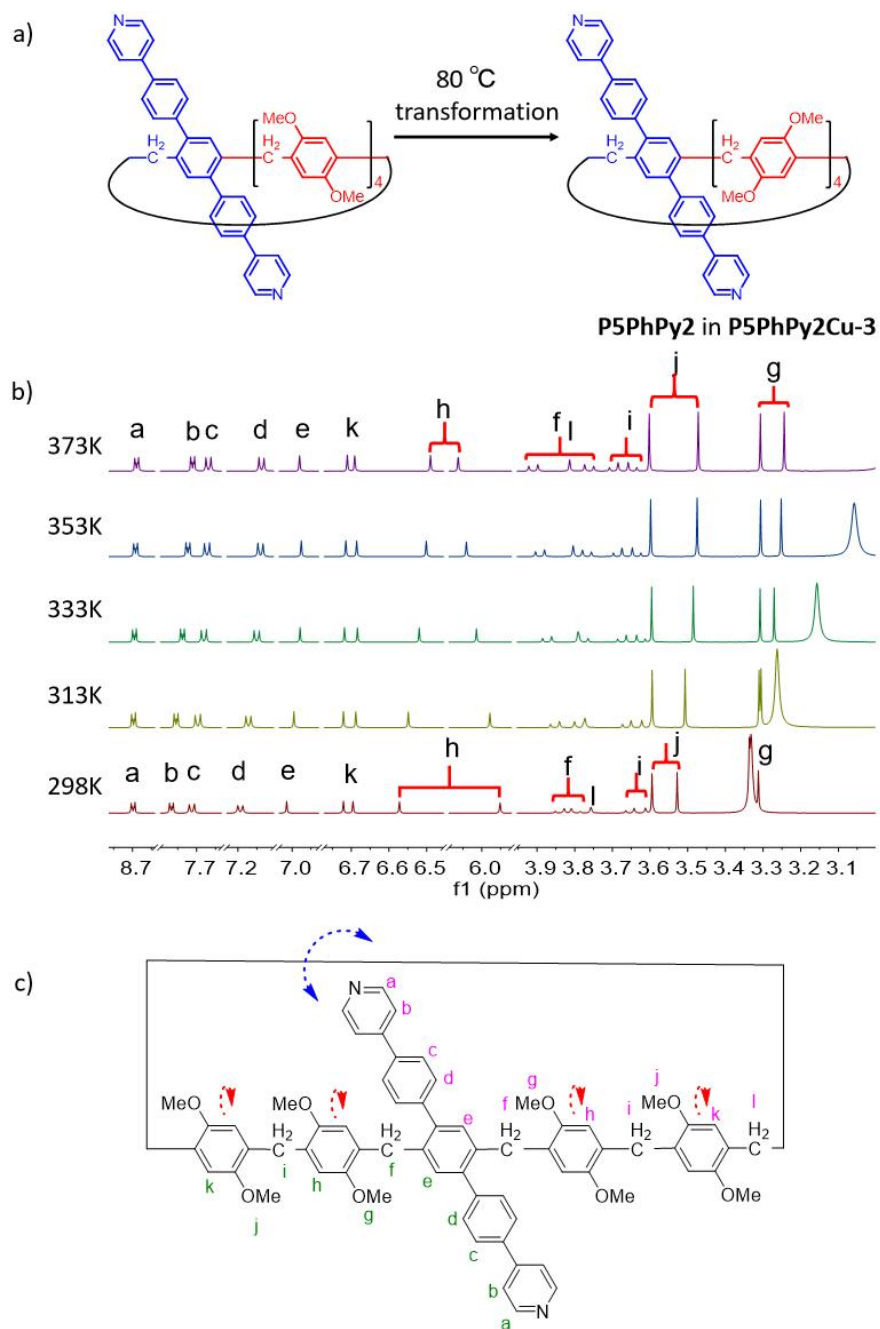 a)
N
N
80 °C
transformation
MeO
MeO
H2
C
H2
C
H2
C
H2
C
OMe
4
MeO
OMe
4
N
N
P5PhPy2 in P5PhPy2Cu-3
b)
j
g
h
f l i
373K a b c d e k
353K
333K
313K
h j
f i g
298K a b c d e k l
8.7 7.7 7.2 7.0 6.7 6.6 6.5 6.0 3.9 3.8 3.7 3.6 3.5 3.4 3.3 3.2 3.1
f1 (ppm)
c)
N a
b
c
d
g j
MeO MeO e f MeO h i MeO k l
H2
C
H2
C
H2
C
H2
C
H2
C
k i h f e
OMe OMe OMe OMe
j g d
c
b
N
a